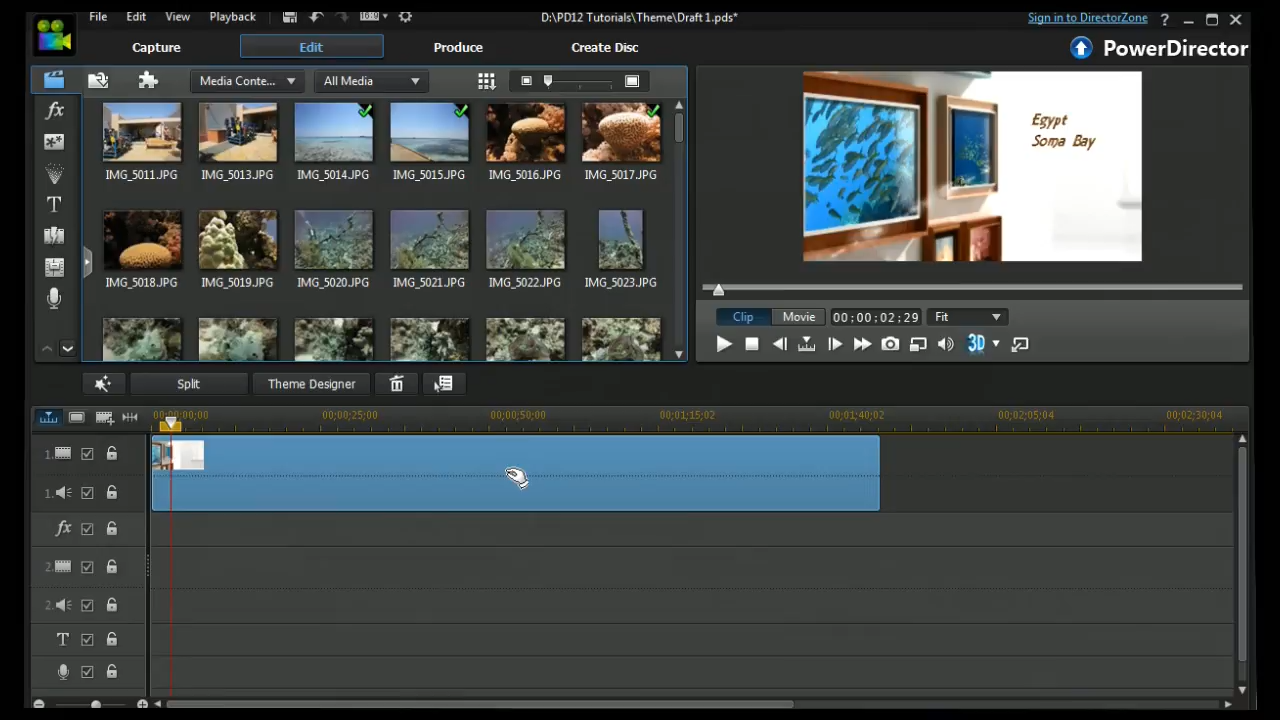 File Edit View Playback
D:\PD12 Tutorials\Theme\Draft 1.pds*
Sign in to DirectorZone ?
Capture Edit Produce Create Disc
PowerDirector
Media Conte... All Media
IMG_5011.JPG IMG_5013.JPG IMG_5014.JPG IMG_5015.JPG IMG_5016.JPG IMG_5017.JPG
IMG_5018.JPG IMG_5019.JPG IMG_5020.JPG IMG_5021.JPG IMG_5022.JPG IMG_5023.JPG
fx
T
Egypt
Soma Bay
Clip Movie 00;00;02;29 Fit
3D
Split Theme Designer
00;00;00;00 00;00;25;00 00;00;50;00 00;01;15;02 00;01;40;02 00;02;05;04 00;02;30;04
1.
1.
fx
2.
2.
T